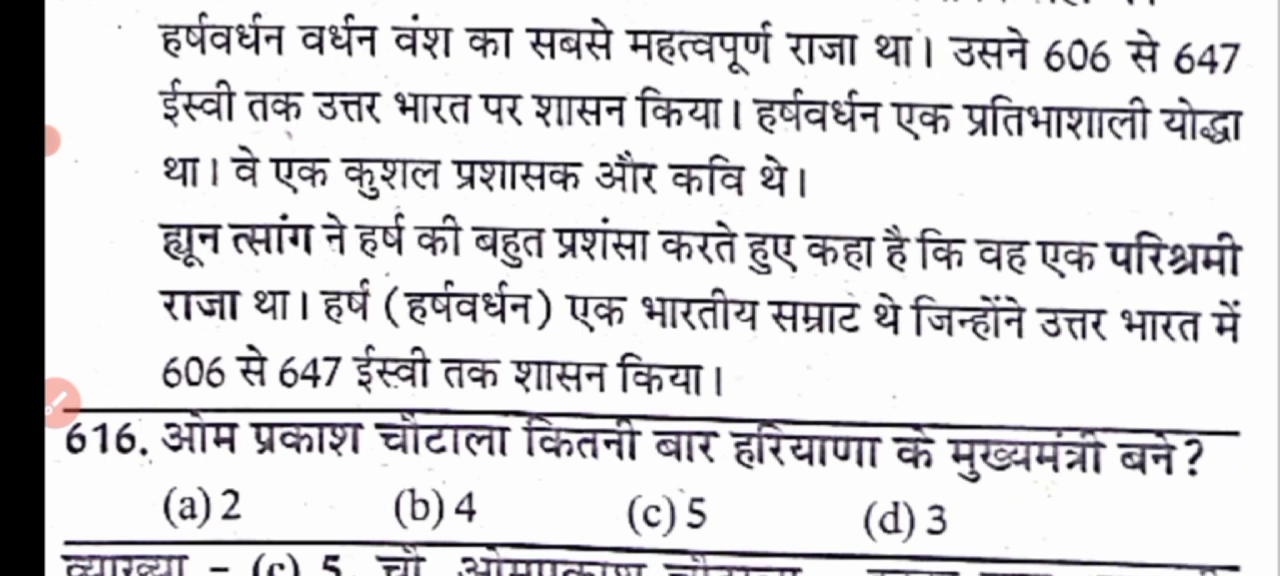 हर्षवर्धन वर्धन वंश का सबसे महत्वपूर्ण राजा था। उसने 606 से 647
ईस्वी तक उत्तर भारत पर शासन किया। हर्षवर्धन एक प्रतिभाशाली योद्धा
था। वे एक कुशल प्रशासक और कवि थे।
ह्यून त्सांग ने हर्ष की बहुत प्रशंसा करते हुए कहा है कि वह एक परिश्रमी
राजा था। हर्ष (हर्षवर्धन) एक भारतीय सम्राट थे जिन्होंने उत्तर भारत में
606 से 647 ईस्वी तक शासन किया।
616. ओम प्रकाश चौटाला कितनी बार हरियाणा के मुख्यमंत्री बने?
(a) 2 (b) 4 (c) 5 (d) 3
व्याख्या - (c) 5, चौ. ओमप्रकाश चौटाला